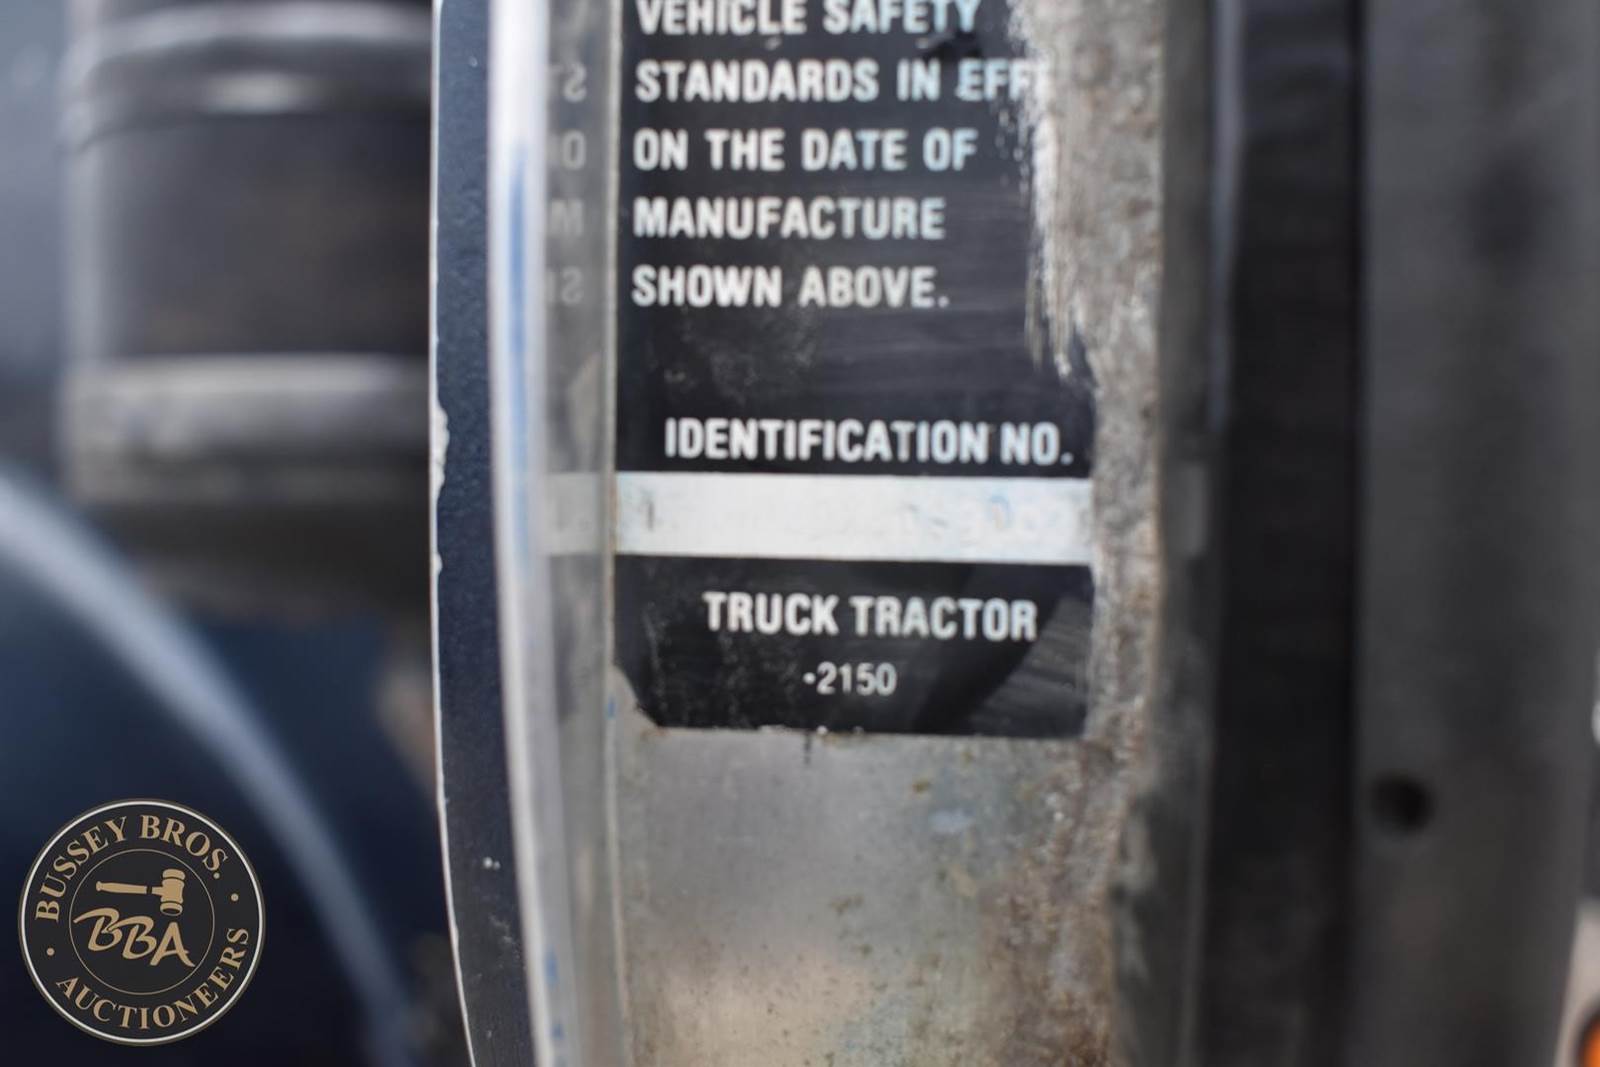 VEHICLE SAFETY
STANDARDS IN EFF
ON THE DATE OF
MANUFACTURE
SHOWN ABOVE.
IDENTIFICATION NO.
TRUCK TRACTOR
•2150
BUSSEY BROS.
BBA
AUCTIONEERS